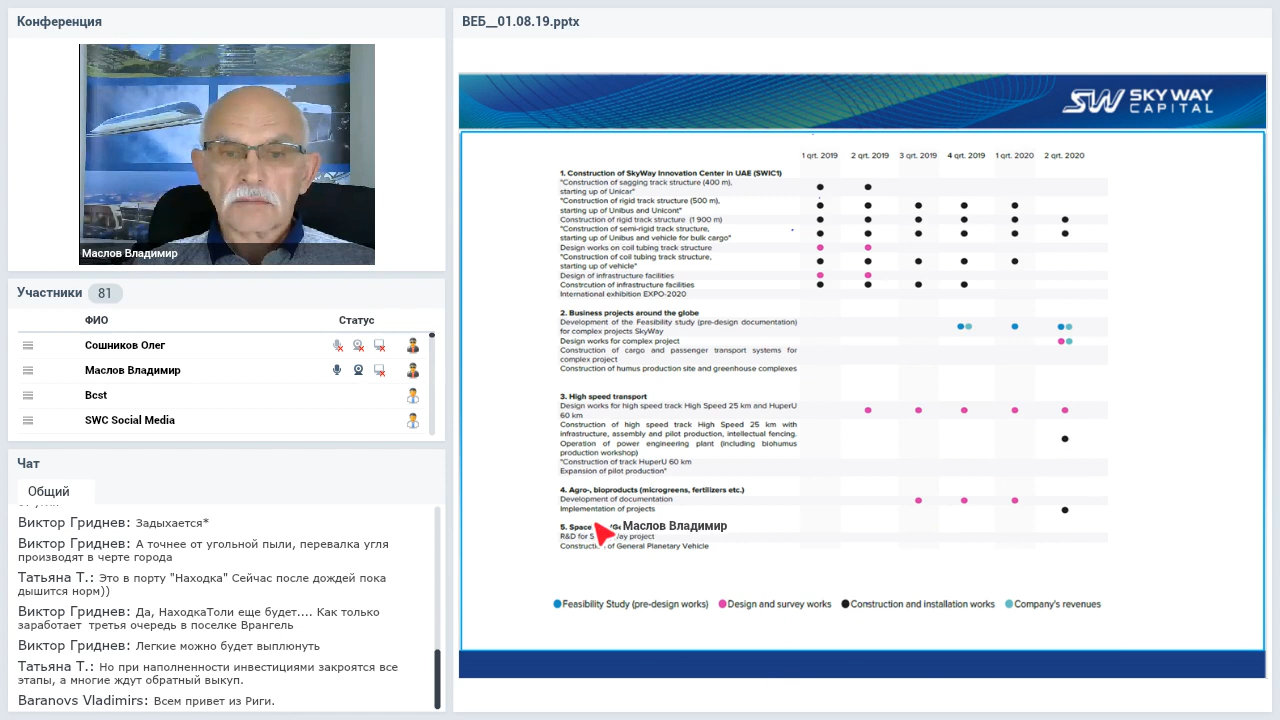 Конференция
Маслов Владимир
Участники 81
ФИО Статус
Сошников Олег
Маслов Владимир
Bcst
SWC Social Media
Чат
Общий
Виктор Гриднев: Задыхается*
Виктор Гриднев: А точнее от угольной пыли, перевалка угля
производят в черте города
Татьяна Т.: Это в порту "Находка" Сейчас после дождей пока
дышится норм))
Виктор Гриднев: Да, НаходкаТоли еще будет.... Как только
заработает третья очередь в поселке Врангель
Виктор Гриднев: Легкие можно будет выплюнуть
Татьяна Т.: Но при наполненности инвестициями закроятся все
этапы, а многие ждут обратный выкуп.
Baranovs Vladimirs: Всем привет из Риги.
ВЕБ__01.08.19.pptx
SW SKY WAY
CAPITAL
1 qrt. 2019 2 qrt. 2019 3 qrt. 2019 4 qrt. 2019 1 qrt. 2020 2 qrt. 2020
1. Construction of SkyWay Innovation Center in UAE (SWIC1)
"Construction of sagging track structure (400 m),
starting up of Unicar"
"Construction of rigid track structure (500 m),
starting up of Unibus and Unicont"
Construction of rigid track structure (1 900 m)
"Construction of semi-rigid track structure,
starting up of Unibus and vehicle for bulk cargo"
Design works on coil tubing track structure
"Construction of coil tubing track structure,
starting up of vehicle"
Design of infrastructure facilities
Constrcution of infrastructure facilities
International exhibition EXPO-2020
2. Business projects around the globe
Development of the Feasibility study (pre-design documentation)
for complex projects SkyWay
Design works for complex project
Construction of cargo and passenger transport systems for
complex project
Construction of humus production site and greenhouse complexes
3. High speed transport
Design works for high speed track High Speed 25 km and HuperU
60 km
Construction of high speed track High Speed 25 km with
infrastructure, assembly and pilot production, intellectual fencing.
Operation of power engineering plant (including biohumus
production workshop)
"Construction of track HuperU 60 km
Expansion of pilot production"
4. Agro-, bioproducts (microgreens, fertilizers etc.)
Development of documentation
Implementation of projects
5. Space
Маслов Владимир
R&D for project
of General Planetary Vehicle
Feasibility Study (pre-design works) Design and survey works Construction and installation works Company's revenues